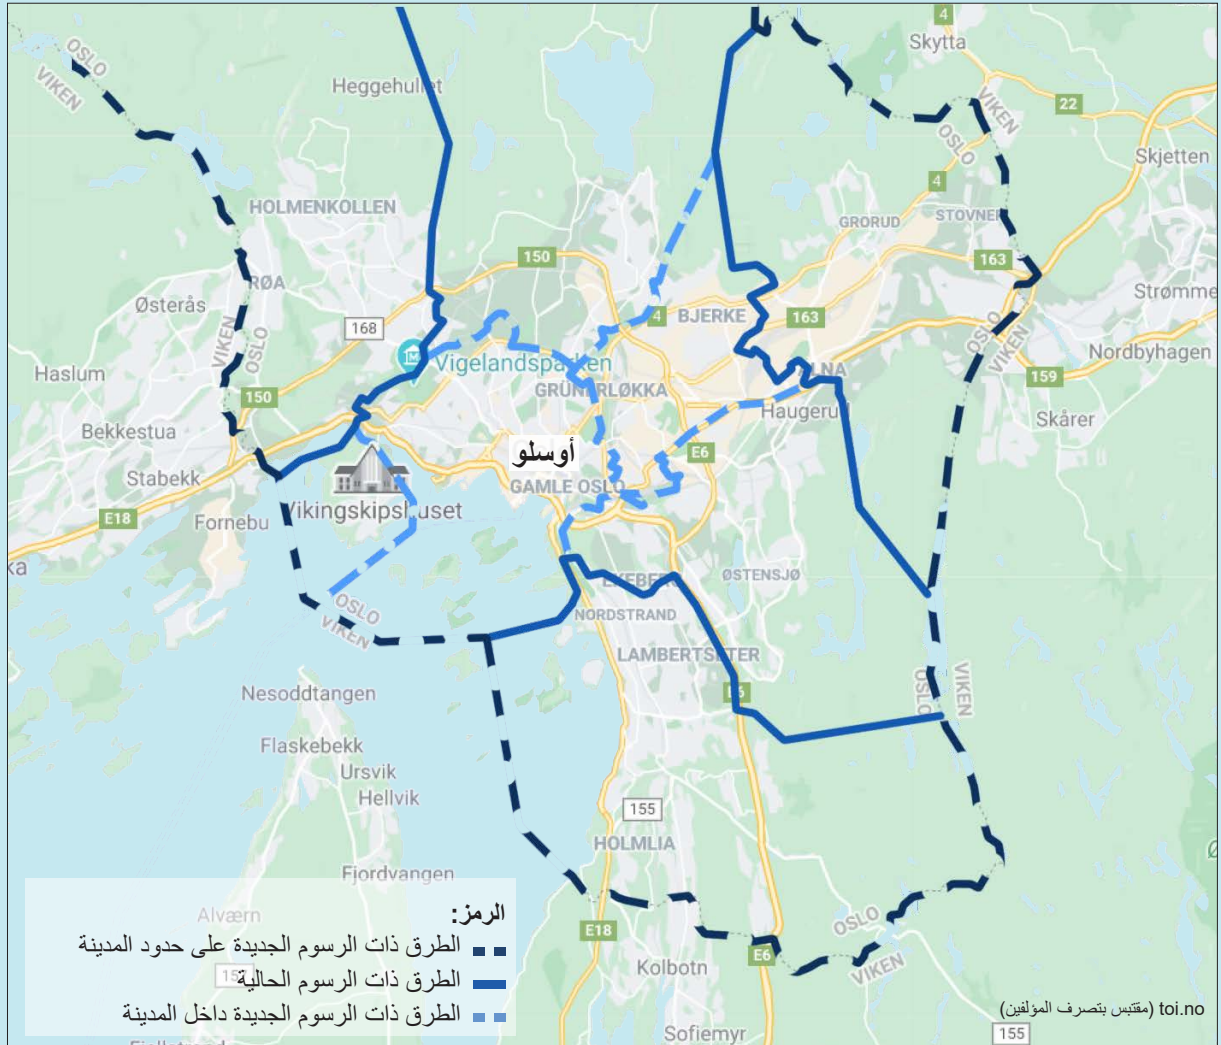 4
Skytta
OSLO
VIKEN
Heggehullet
22
VIKEN
OSLO
Skjetten
4
HOLMENKOLLEN
STOVNER
GRORUD
150
163
RØA
Østerås
Strømme
4
BJERKE
163
168
VIKEN
OSLO
OSLO
VIKEN
Nordbyhagen
Vigelandsparken
Haslum
ALNA
159
GRÜNERLØKKA
150
Haugerud
Skårer
Bekkestua
أوسلو
E6
Stabekk
GAMLE OSLO
Vikingskipshuset
E18
Fornebu
ka
EKEBERG
ØSTENSJØ
OSLO
VIKEN
NORDSTRAND
LAMBERTSETER
OSLO
VIKEN
Nesoddtangen
E6
Flaskebekk
Ursvik
Hellvik
155
HOLMLIA
Fjordvangen
Alværn
OSLO
E18
E6
VIKEN
Kolbotn
Sofiemyr
155
الرمز:
الطرق ذات الرسوم الجديدة على حدود المدينة
الطرق ذات الرسوم الحالية
الطرق ذات الرسوم الجديدة داخل المدينة
toi.no (مقتبس بتصرف المؤلفين)